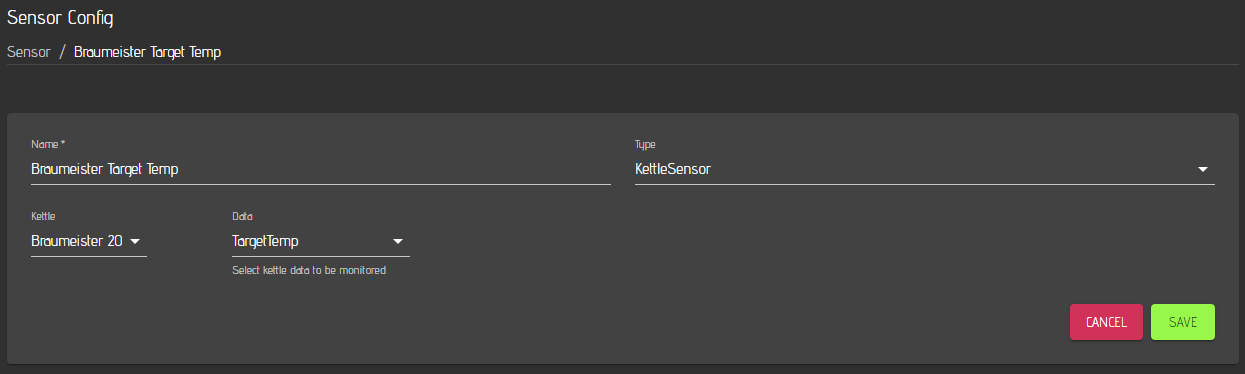 Sensor Config
Sensor / Braumeister Target Temp
Name *
Type
Braumeister Target Temp
KettleSensor
Kettle
Data
Braumeister 20
TargetTemp
Select kettle data to be monitored
CANCEL
SAVE